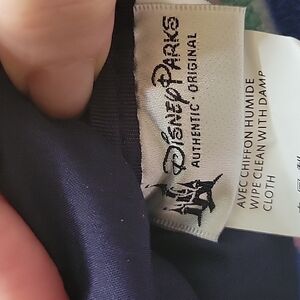 Disney Parks
AUTHENTIC · ORIGINAL
AVEC CHIFFON HUMIDE
WIPE CLEAN WITH DAMP
CLOTH